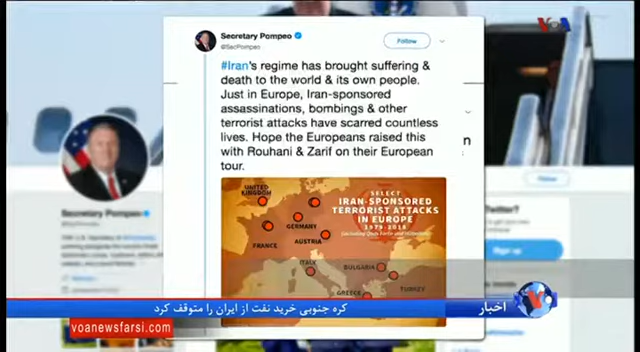 VOA
Secretary Pompeo
@SecPompeo
Follow
#Iran's regime has brought suffering &
death to the world & its own people.
Just in Europe, Iran-sponsored
assassinations, bombings & other
terrorist attacks have scarred countless
lives. Hope the Europeans raised this
with Rouhani & Zarif on their European
tour.
SELECT
IRAN-SPONSORED
TERRORIST ATTACKS
IN EUROPE
1979-2018
UNITED
KINGDOM
GERMANY
FRANCE
AUSTRIA
ITALY
BULGARIA
GREECE
TURKEY
Secretary Pompeo
Follow
Twitter?
Sign up
n
اخبار
VOA
کره جنوبی خرید نفت از ایران را متوقف کرد
voanewsfarsi.com